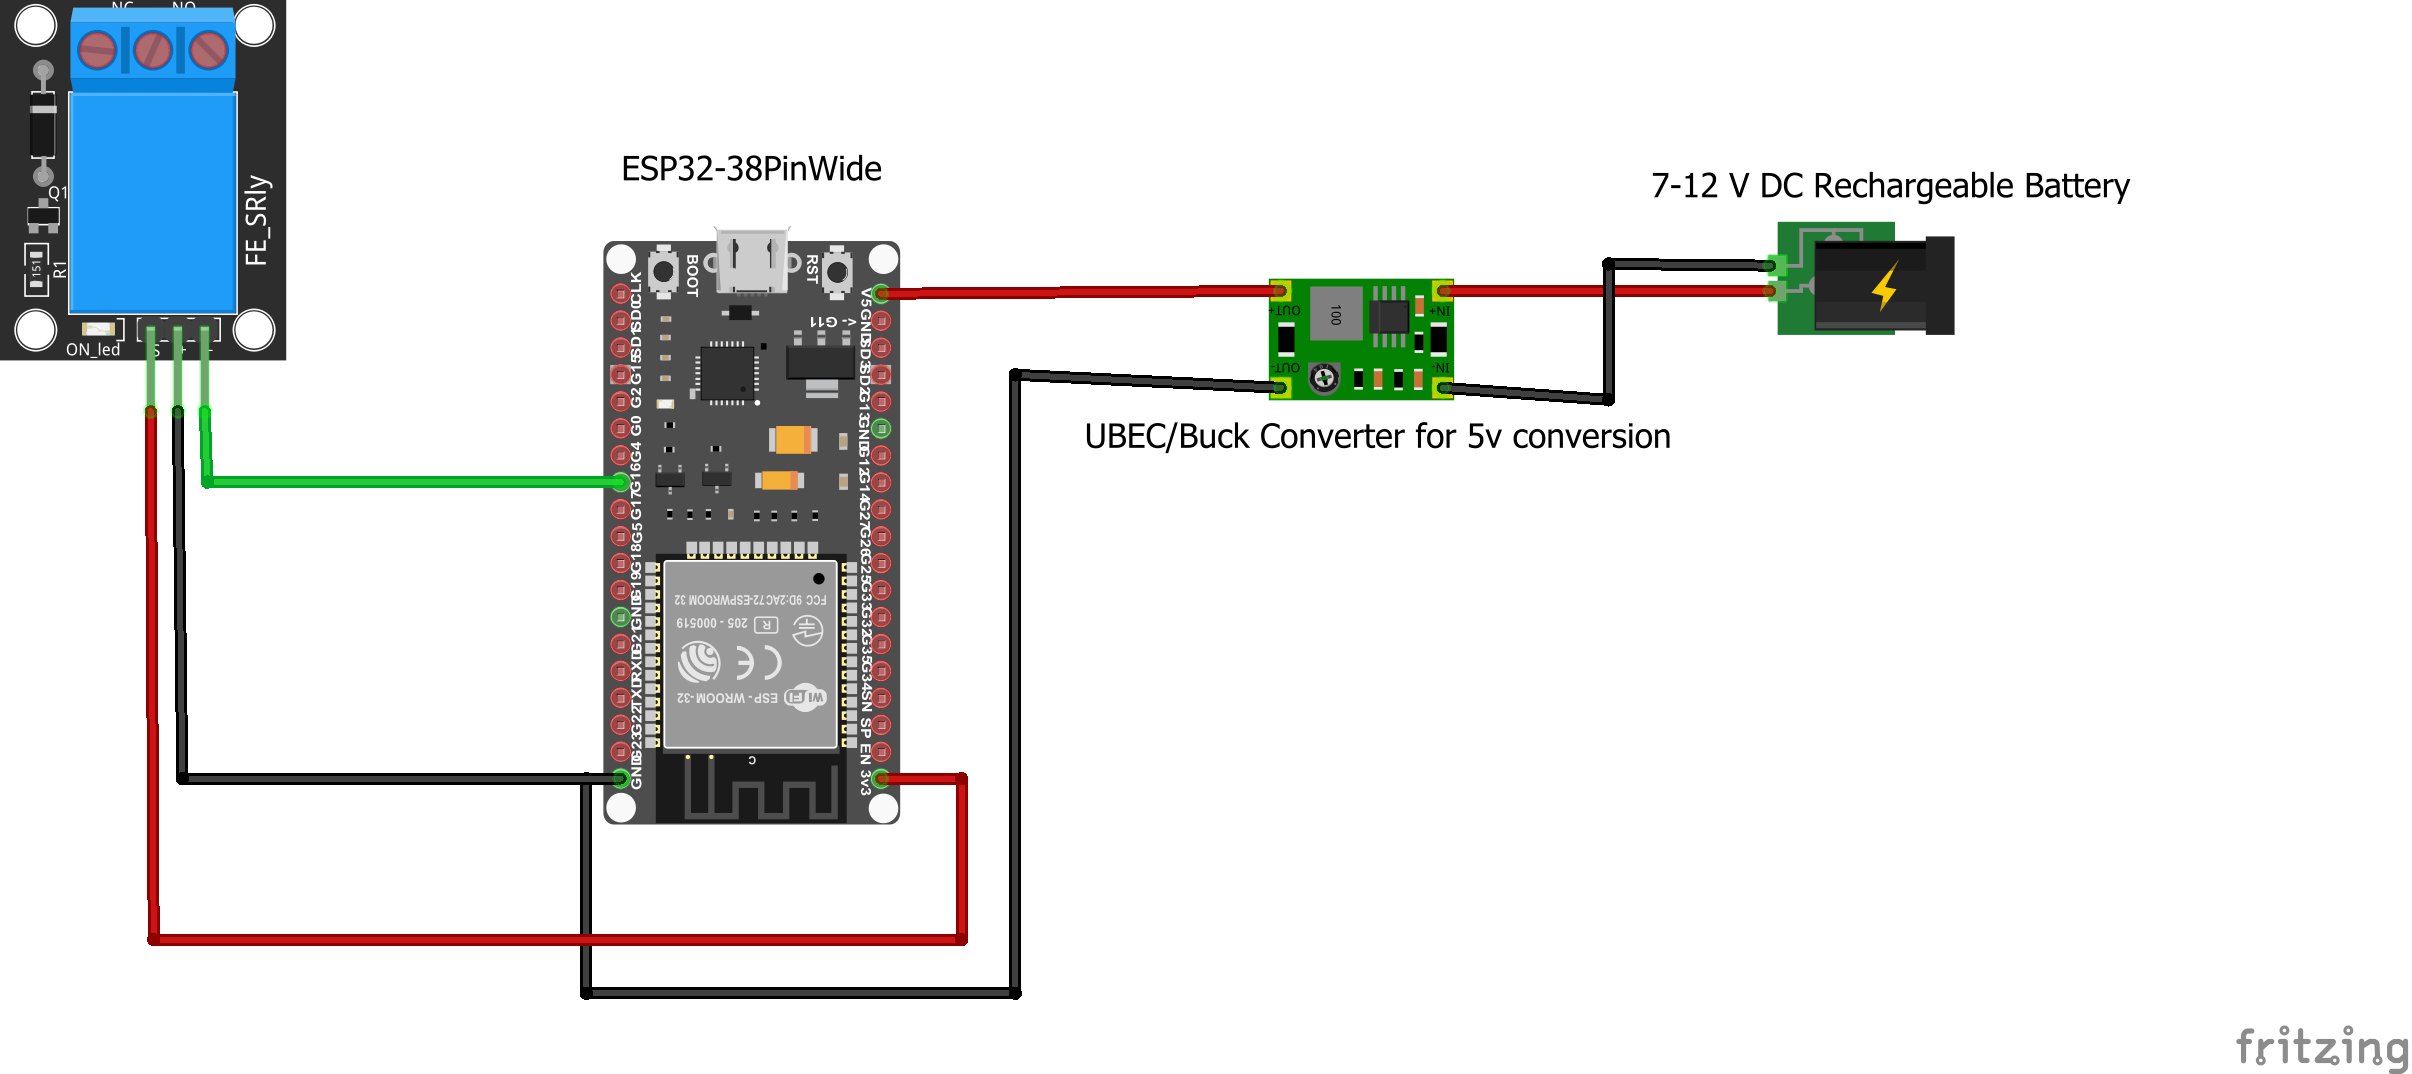 NC NO
Q1
151
R1
FE_SRly
ON_led
S + -
ESP32-38PinWide
BOOT
RST
CLK
SD0
SD1
G15
G2
G0
G4
G16
G17
G5
G18
G19
GND
G21
RXD
TXD
G22
G23
GND
V5
GND
SD3
SD2
G13
GND
G12
G14
G27
G26
G25
G33
G32
G35
G34
SN
SP
EN
3v3
<- G11
FCC 9D:2AC72-ESPWROOM 32
R 205 - 000519
CE
WiFi ESP-WROOM-32
C
OUT+
100
IN+
OUT-
IN-
UBEC/Buck Converter for 5v conversion
7-12 V DC Rechargeable Battery
fritzing